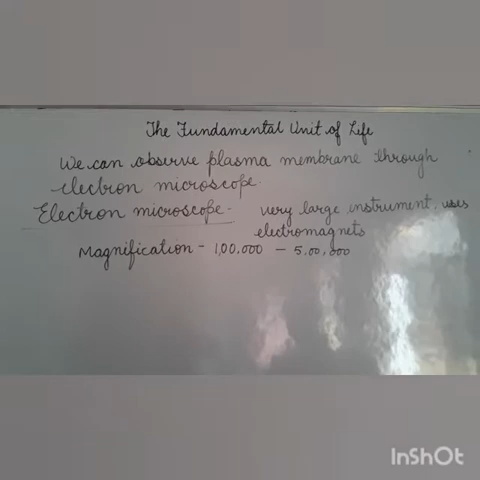 The Fundamental Unit of Life
We can observe plasma membrane through
electron microscope.
Electron microscope - very large instrument, uses
electromagnets
Magnification - 1,00,000 - 5,00,000
InShOt